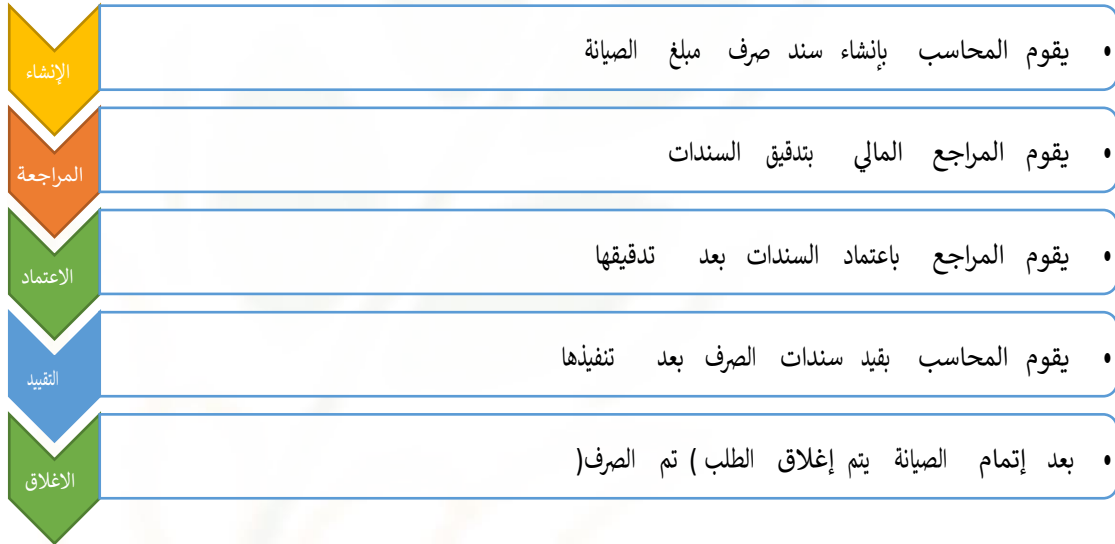 الإنشاء
• يقوم المحاسب بإنشاء سند صرف مبلغ الصيانة
المراجعة
• يقوم المراجع المالي بتدقيق السندات
الاعتماد
• يقوم المراجع باعتماد السندات بعد تدقيقها
التقييد
• يقوم المحاسب بقيد سندات الصرف بعد تنفيذها
الاغلاق
• بعد إتمام الصيانة يتم إغلاق الطلب ) تم الصرف(